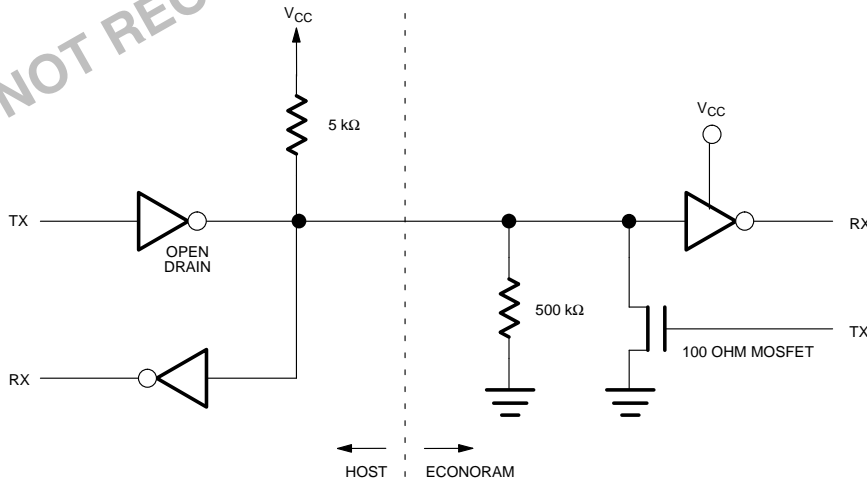 NOT REC
VCC
5 kΩ
VCC
TX
OPEN
DRAIN
RX
500 kΩ
TX
100 OHM MOSFET
RX
HOST
ECONORAM